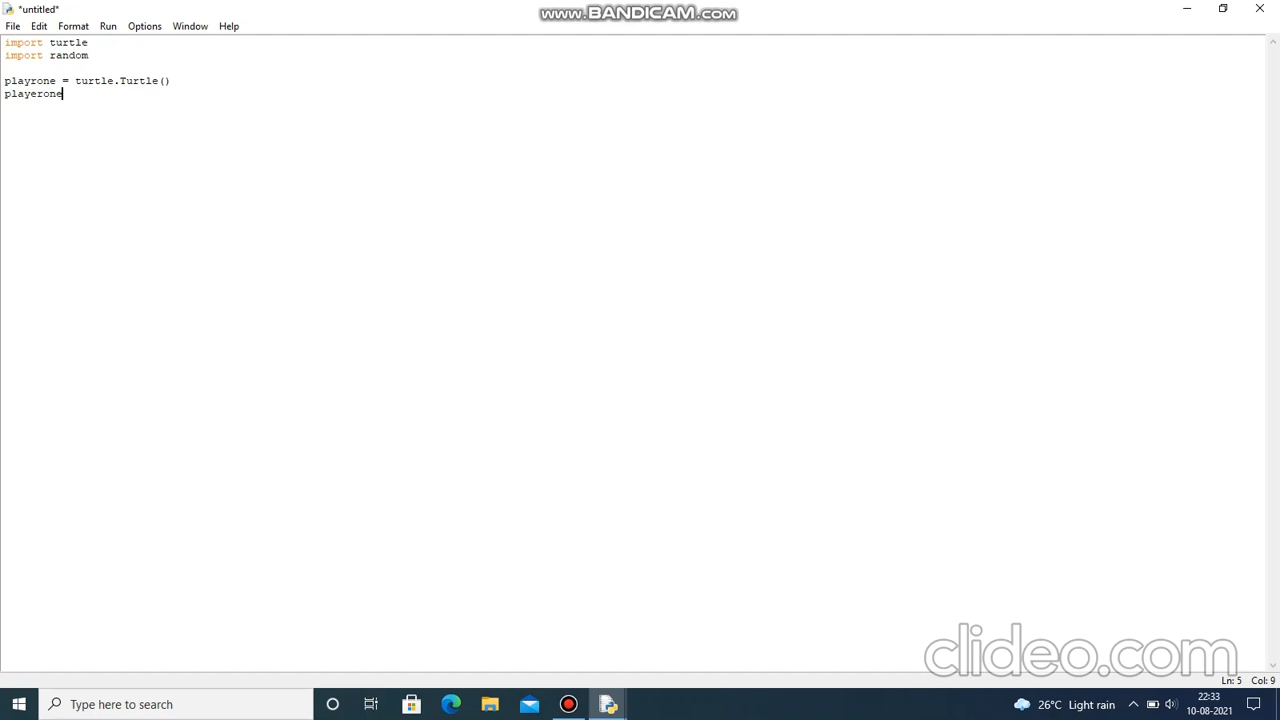 *untitled*
www.BANDICAM.com
File Edit Format Run Options Window Help
import turtle
import random
playrone = turtle.Turtle()
playerone
clideo.com
Ln: 5 Col: 9
Type here to search
26°C Light rain
22:33
10-08-2021